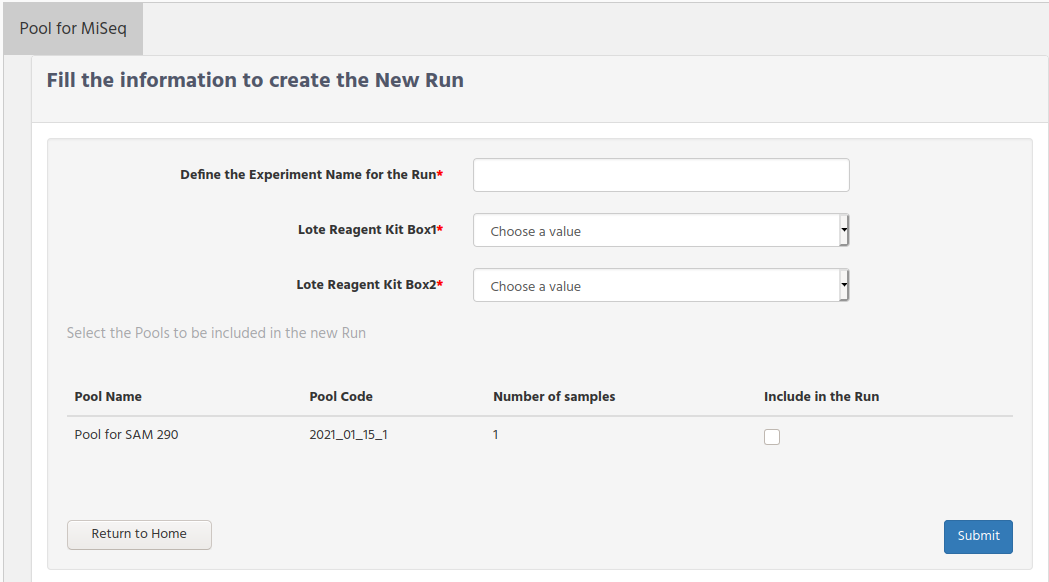 Pool for MiSeq
Fill the information to create the New Run
Define the Experiment Name for the Run*
Lote Reagent Kit Box1* Choose a value
Lote Reagent Kit Box2* Choose a value
Select the Pools to be included in the new Run
Pool Name Pool Code Number of samples Include in the Run
Pool for SAM 290 2021_01_15_1 1
Return to Home Submit